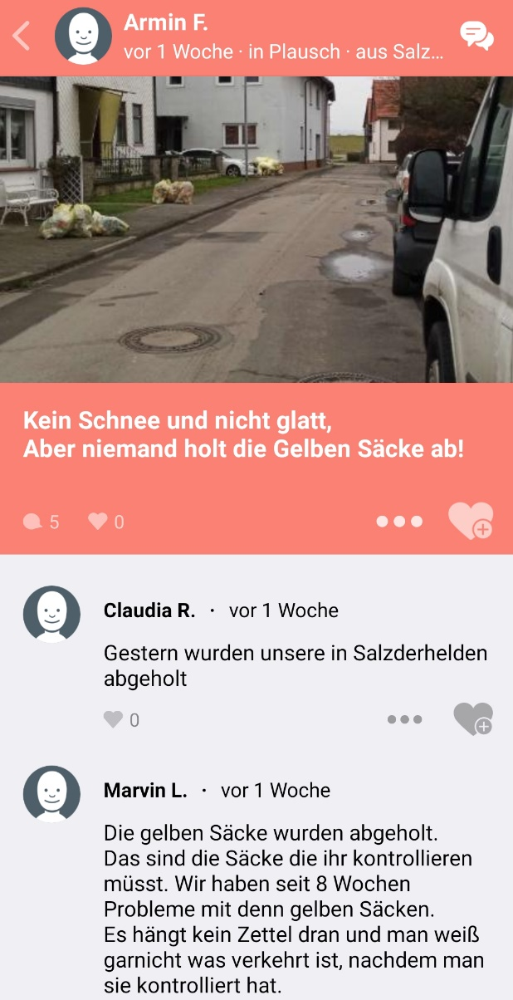 Armin F.
vor 1 Woche · in Plausch · aus Salz...
Kein Schnee und nicht glatt,
Aber niemand holt die Gelben Säcke ab!
5 0
Claudia R. · vor 1 Woche
Gestern wurden unsere in Salzderhelden
abgeholt
0
Marvin L. · vor 1 Woche
Die gelben Säcke wurden abgeholt.
Das sind die Säcke die ihr kontrollieren
müsst. Wir haben seit 8 Wochen
Probleme mit denn gelben Säcken.
Es hängt kein Zettel dran und man weiß
garnicht was verkehrt ist, nachdem man
sie kontrolliert hat.